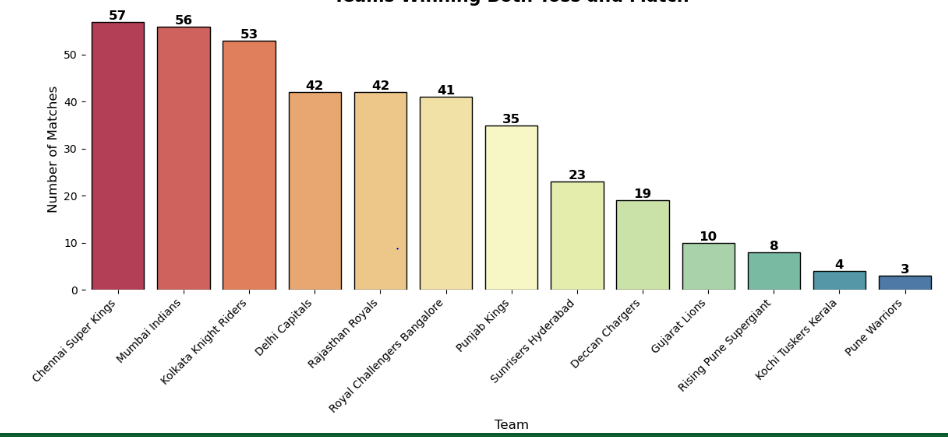 Teams Winning Both Toss and Match
57
56
53
42
42
41
35
23
19
10
8
4
3
Number of Matches
50
40
30
20
10
0
Chennai Super Kings
Mumbai Indians
Kolkata Knight Riders
Delhi Capitals
Rajasthan Royals
Royal Challengers Bangalore
Punjab Kings
Sunrisers Hyderabad
Deccan Chargers
Gujarat Lions
Rising Pune Supergiant
Kochi Tuskers Kerala
Pune Warriors
Team